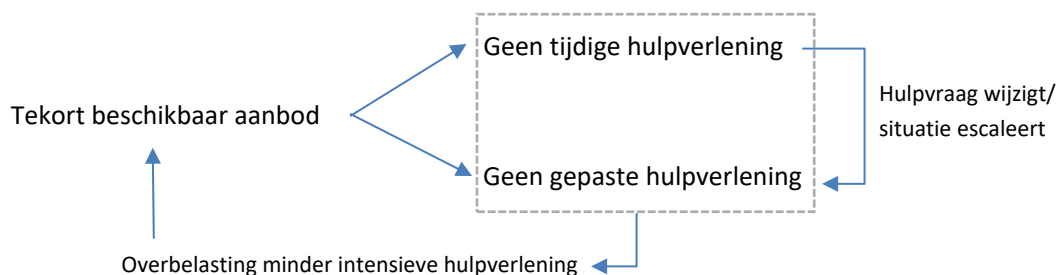 Geen tijdige hulpverlening
Hulpvraag wijzigt/
situatie escaleert
Tekort beschikbaar aanbod
Geen gepaste hulpverlening
Overbelasting minder intensieve hulpverlening